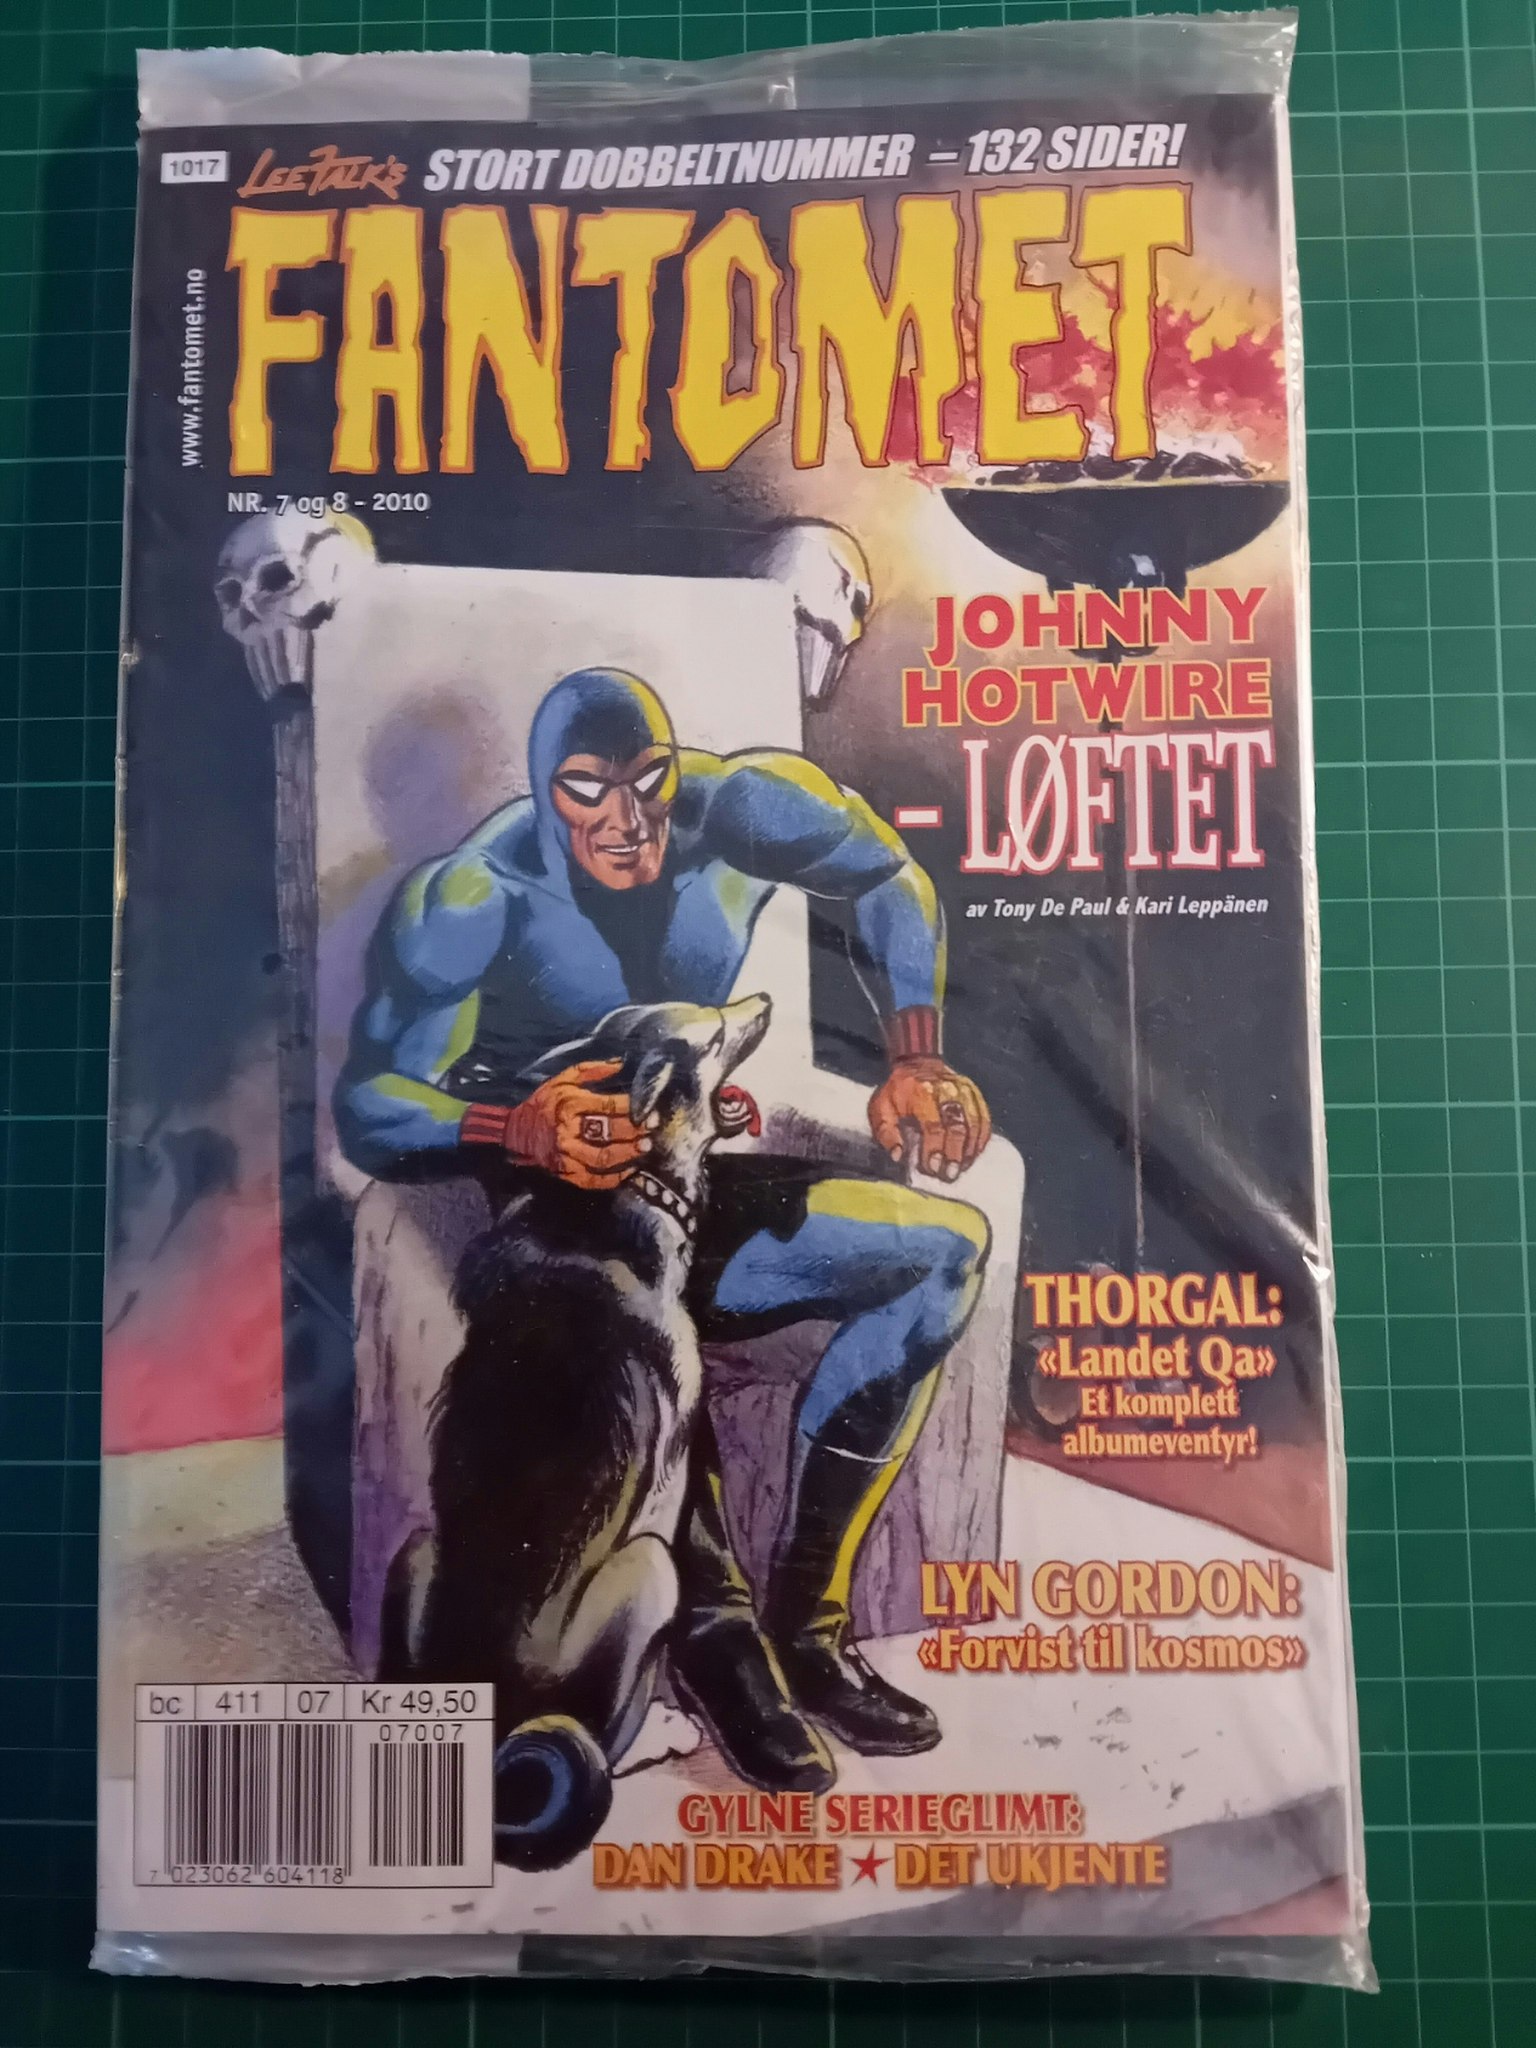 1017
LEE FALK'S
STORT DOBBELTNUMMER – 132 SIDER!
FANTOMET
www.fantomet.no
NR. 7 og 8 - 2010
JOHNNY
HOTWIRE
– LØFTET
av Tony De Paul & Kari Leppänen
THORGAL:
«Landet Qa»
Et komplett
albumeventyr!
LYN GORDON:
«Forvist til kosmos»
bc 411 07 Kr 49,50
07007
7 023062 604118
GYLNE SERIEGLIMT:
DAN DRAKE ★ DET UKJENTE